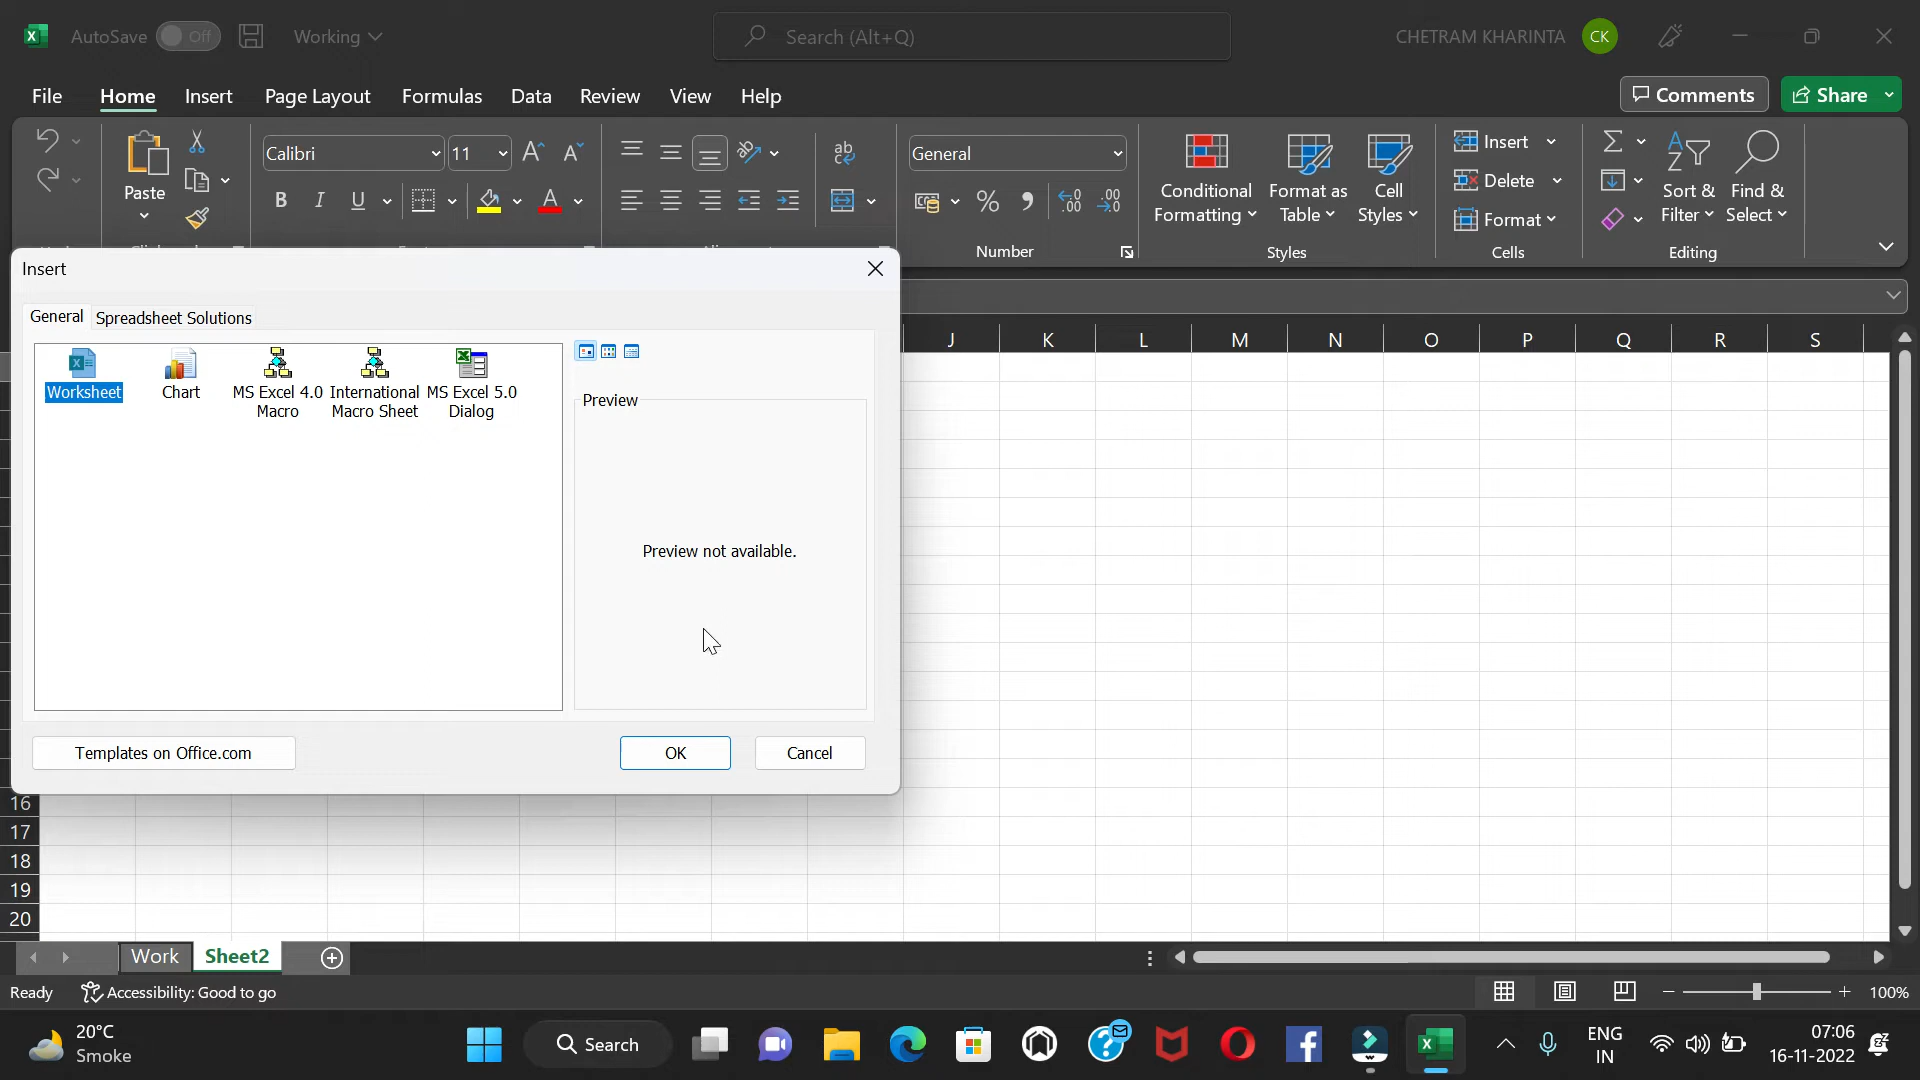 AutoSave Off Working Search (Alt+Q) CHETRAM KHARINTA CK
File Home Insert Page Layout Formulas Data Review View Help Comments Share
Calibri 11 General Insert
Paste Conditional Format as Cell Delete Sort & Find &
Formatting Table Styles Format Filter Select
Number Styles Cells Editing
Insert
General Spreadsheet Solutions
J K L M N O P Q R S
Worksheet Chart MS Excel 4.0 International MS Excel 5.0
Macro Macro Sheet Dialog
Preview
Preview not available.
Templates on Office.com OK Cancel
16
17
18
19
20
Work Sheet2
Ready Accessibility: Good to go 100%
20°C
Smoke
Search
ENG
IN
07:06
16-11-2022